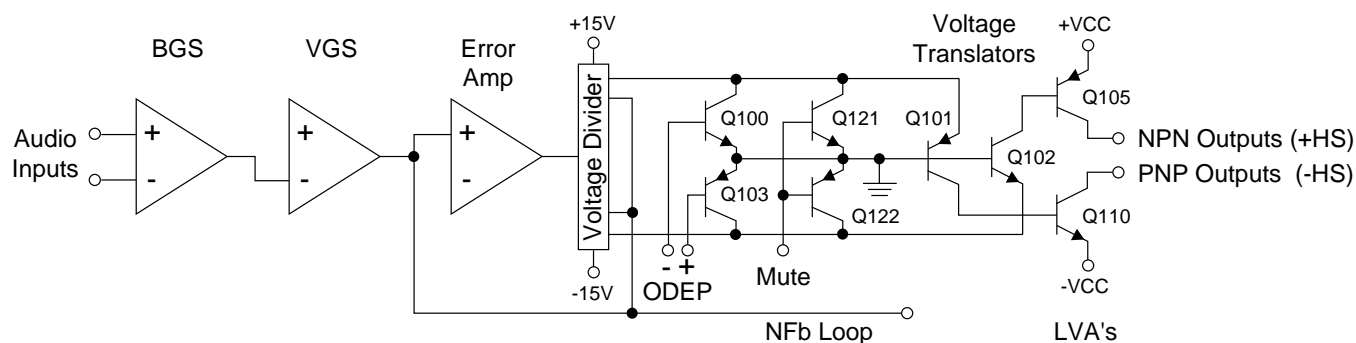 BGS
VGS
Error
Amp
+15V
Voltage
Translators
+VCC
Audio
Inputs
+
-
+
-
+
-
Voltage Divider
Q100
Q121
Q101
Q105
Q102
NPN Outputs (+HS)
PNP Outputs (-HS)
Q103
Q122
Q110
-15V
- +
ODEP
Mute
-VCC
NFb Loop
LVA's